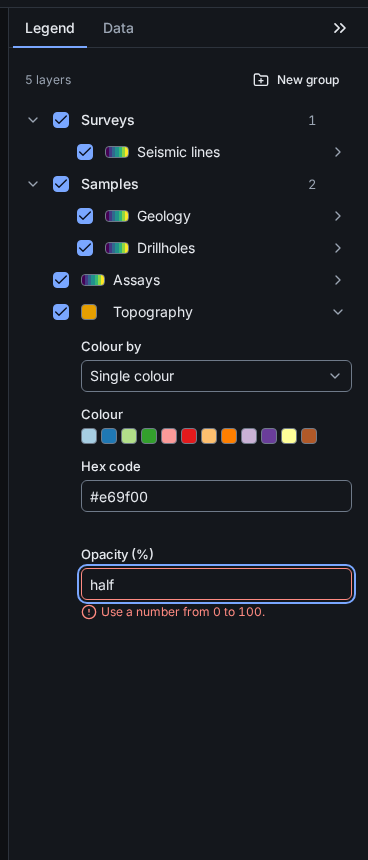 Legend Data
5 layers New group
Surveys 1
Seismic lines
Samples 2
Geology
Drillholes
Assays
Topography
Colour by
Single colour
Colour
Hex code
#e69f00
Opacity (%)
half
Use a number from 0 to 100.